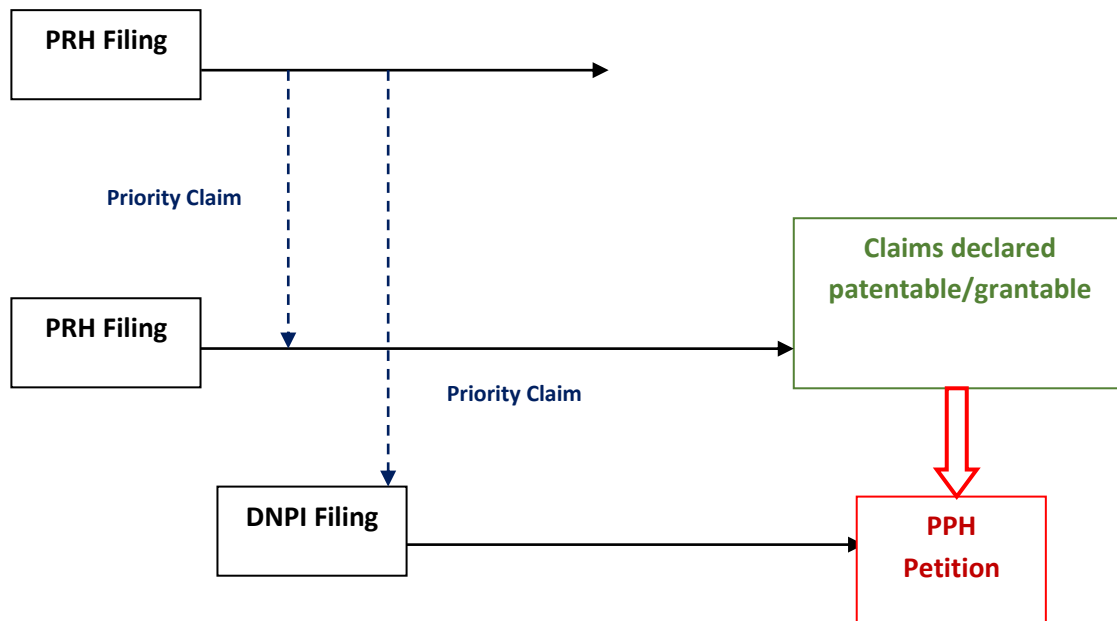 PRH Filing
Priority Claim
Claims declared
patentable/grantable
PRH Filing
Priority Claim
DNPI Filing
PPH
Petition